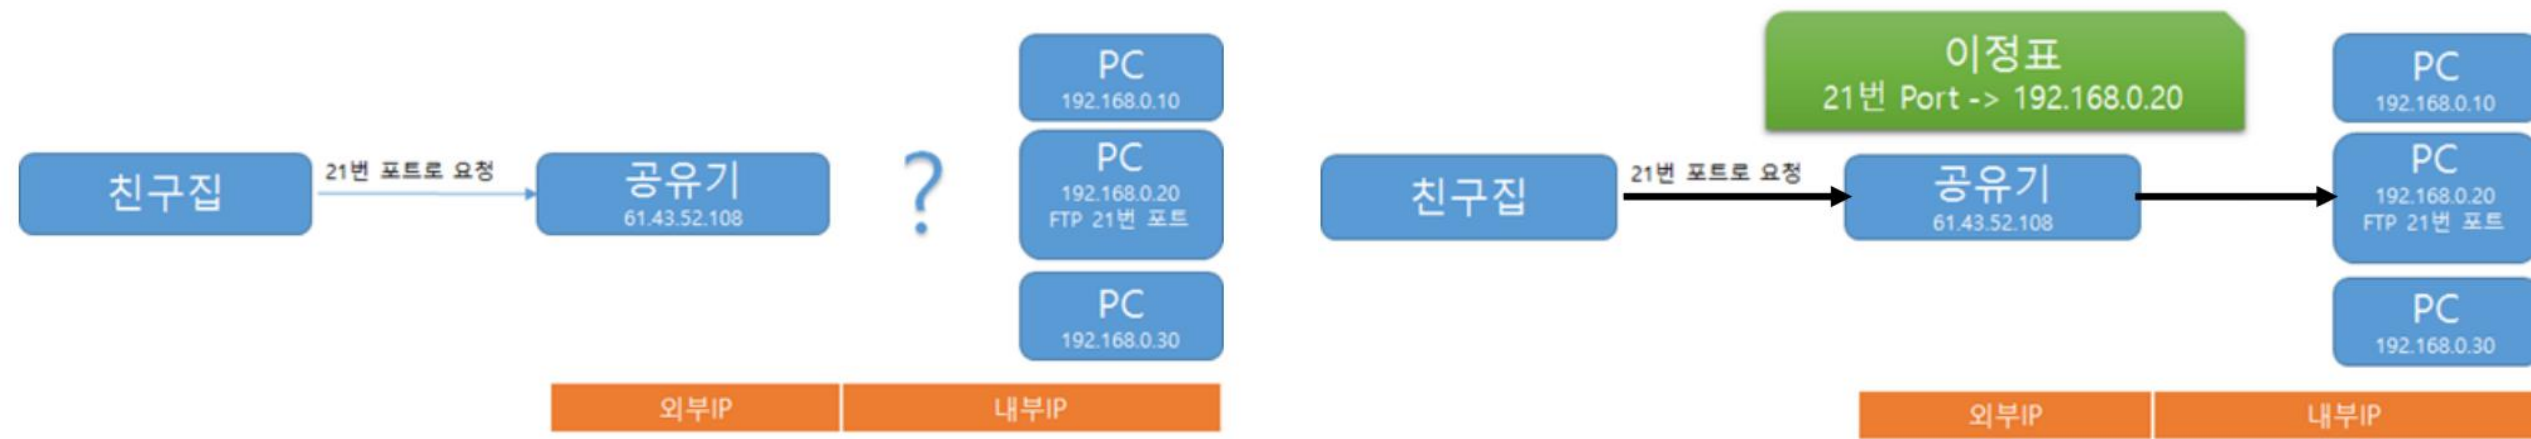 PC
192.168.0.10
친구집
21번 포트로 요청
공유기
61.43.52.108
?
PC
192.168.0.20
FTP 21번 포트
PC
192.168.0.30
외부IP
내부IP
이정표
21번 Port -> 192.168.0.20
PC
192.168.0.10
친구집
21번 포트로 요청
공유기
61.43.52.108
PC
192.168.0.20
FTP 21번 포트
PC
192.168.0.30
외부IP
내부IP